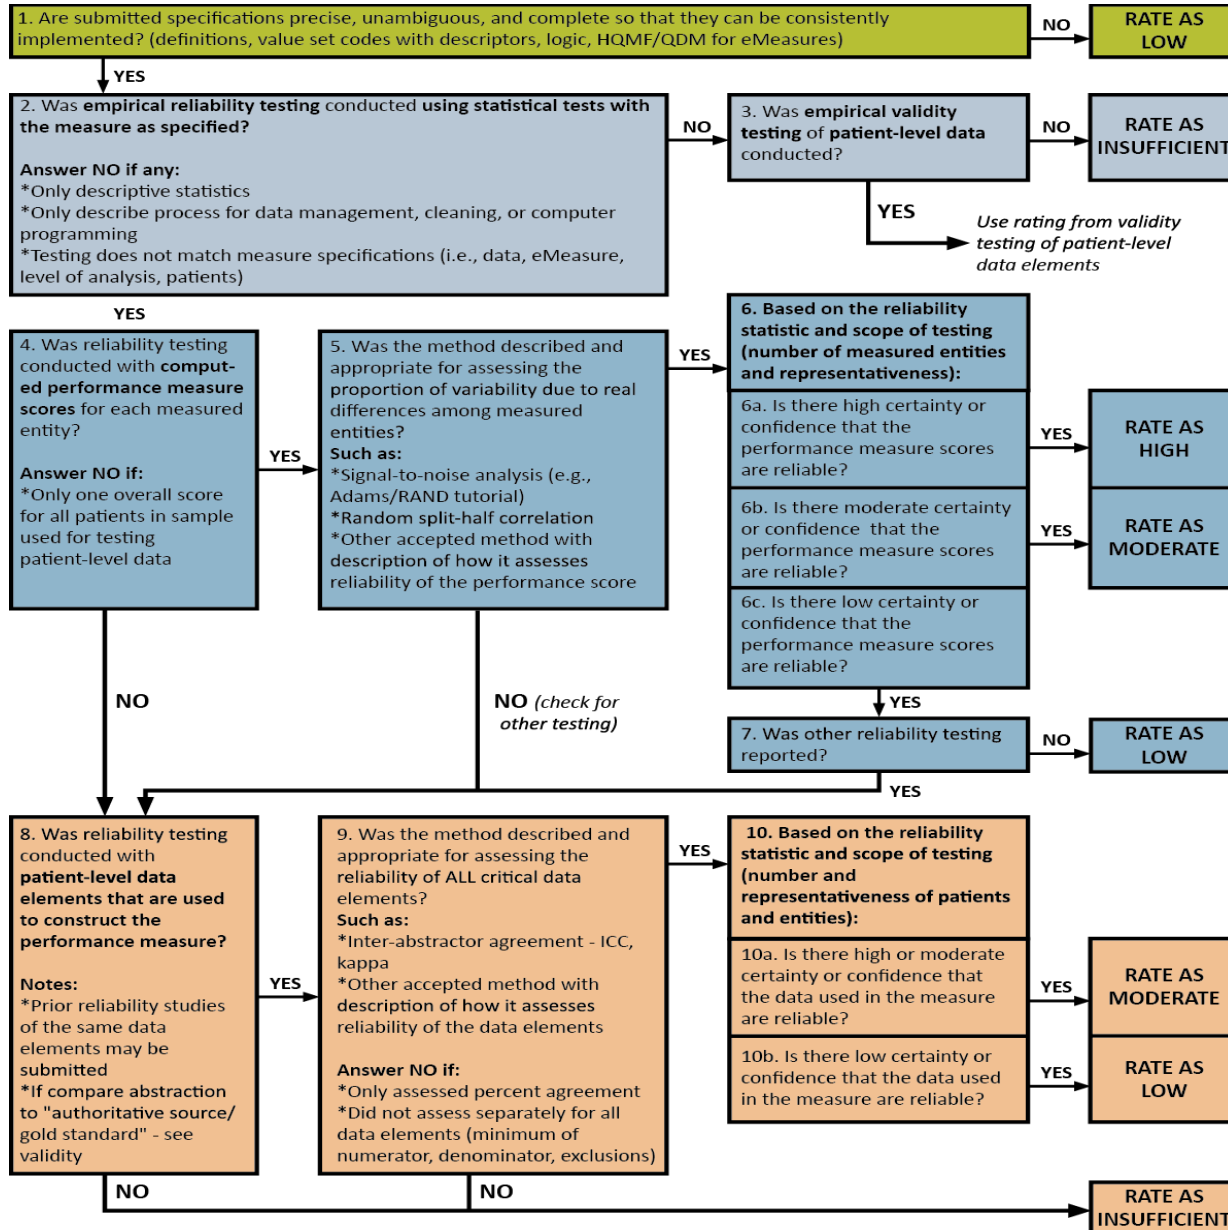 1. Are submitted specifications precise, unambiguous, and complete so that they can be consistently
implemented? (definitions, value set codes with descriptors, logic, HQMF/QDM for eMeasures)
NO
RATE AS
LOW
YES
2. Was empirical reliability testing conducted using statistical tests with
the measure as specified?
Answer NO if any:
*Only descriptive statistics
*Only describe process for data management, cleaning, or computer
programming
*Testing does not match measure specifications (i.e., data, eMeasure,
level of analysis, patients)
NO
3. Was empirical validity
testing of patient-level data
conducted?
NO
RATE AS
INSUFFICIENT
YES
Use rating from validity
testing of patient-level
data elements
YES
4. Was reliability testing
conducted with comput-
ed performance measure
scores for each measured
entity?
Answer NO if:
*Only one overall score
for all patients in sample
used for testing
patient-level data
YES
5. Was the method described and
appropriate for assessing the
proportion of variability due to real
differences among measured
entities?
Such as:
*Signal-to-noise analysis (e.g.,
Adams/RAND tutorial)
*Random split-half correlation
*Other accepted method with
description of how it assesses
reliability of the performance score
YES
6. Based on the reliability
statistic and scope of testing
(number of measured entities
and representativeness):
6a. Is there high certainty or
confidence that the
performance measure scores
are reliable?
YES
RATE AS
HIGH
6b. Is there moderate certainty
or confidence that the
performance measure scores
are reliable?
YES
RATE AS
MODERATE
6c. Is there low certainty or
confidence that the
performance measure scores
are reliable?
YES
NO
NO (check for
other testing)
7. Was other reliability testing
reported?
NO
RATE AS
LOW
YES
8. Was reliability testing
conducted with
patient-level data
elements that are used
to construct the
performance measure?
Notes:
*Prior reliability studies
of the same data
elements may be
submitted
*If compare abstraction
to "authoritative source/
gold standard" - see
validity
YES
9. Was the method described and
appropriate for assessing the
reliability of ALL critical data
elements?
Such as:
*Inter-abstractor agreement - ICC,
kappa
*Other accepted method with
description of how it assesses
reliability of the data elements
Answer NO if:
*Only assessed percent agreement
*Did not assess separately for all
data elements (minimum of
numerator, denominator, exclusions)
YES
10. Based on the reliability
statistic and scope of testing
(number and
representativeness of patients
and entities):
10a. Is there high or moderate
certainty or confidence that
the data used in the measure
are reliable?
YES
RATE AS
MODERATE
10b. Is there low certainty or
confidence that the data used
in the measure are reliable?
YES
RATE AS
LOW
NO
NO
RATE AS
INSUFFICIENT